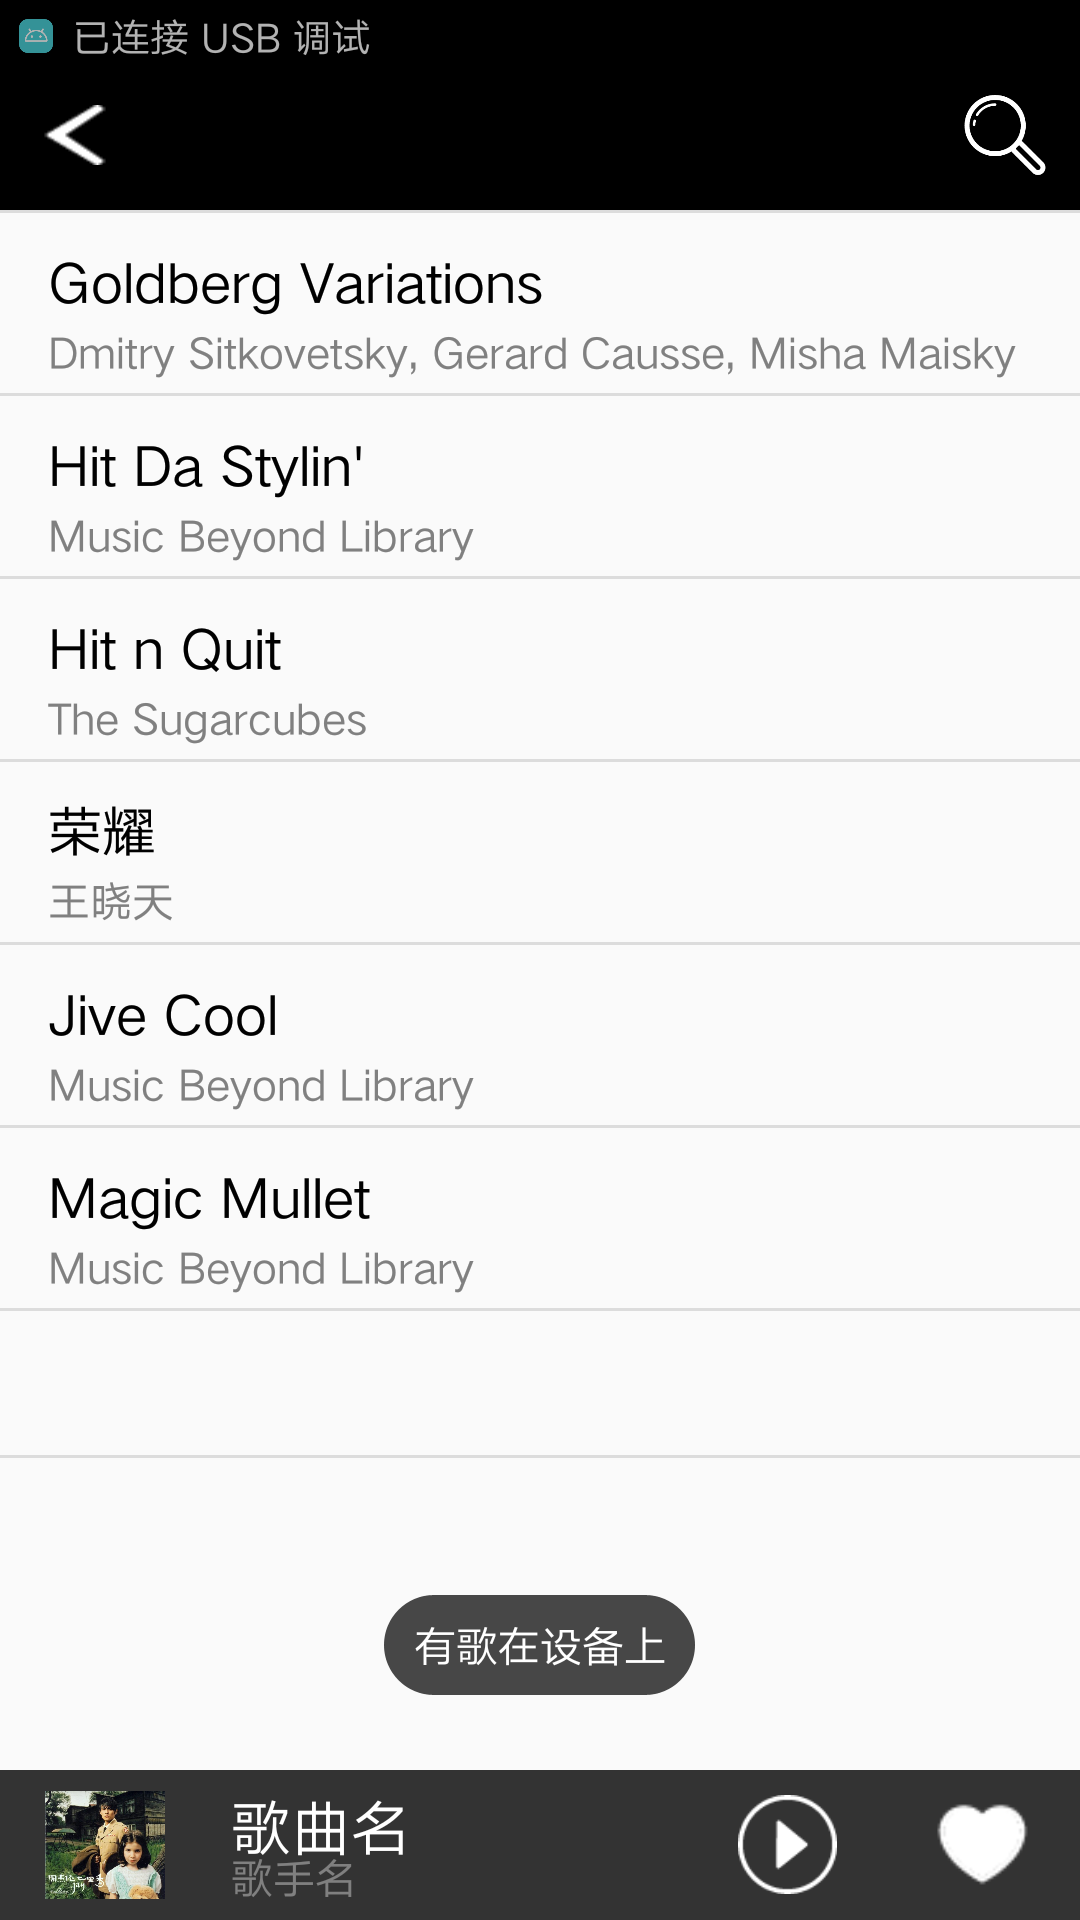 已连接 USB 调试
Goldberg Variations
Dmitry Sitkovetsky, Gerard Causse, Misha Maisky
Hit Da Stylin'
Music Beyond Library
Hit n Quit
The Sugarcubes
荣耀
王晓天
Jive Cool
Music Beyond Library
Magic Mullet
Music Beyond Library
有歌在设备上
歌曲名
歌手名